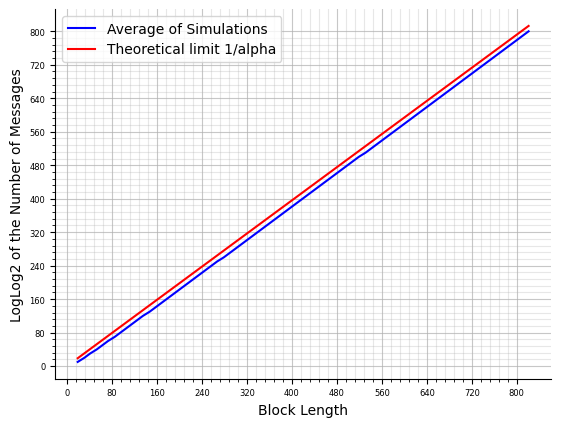 Average of Simulations
Theoretical limit 1/alpha
LogLog2 of the Number of Messages
800
720
640
560
480
400
320
240
160
80
0
0 80 160 240 320 400 480 560 640 720 800
Block Length